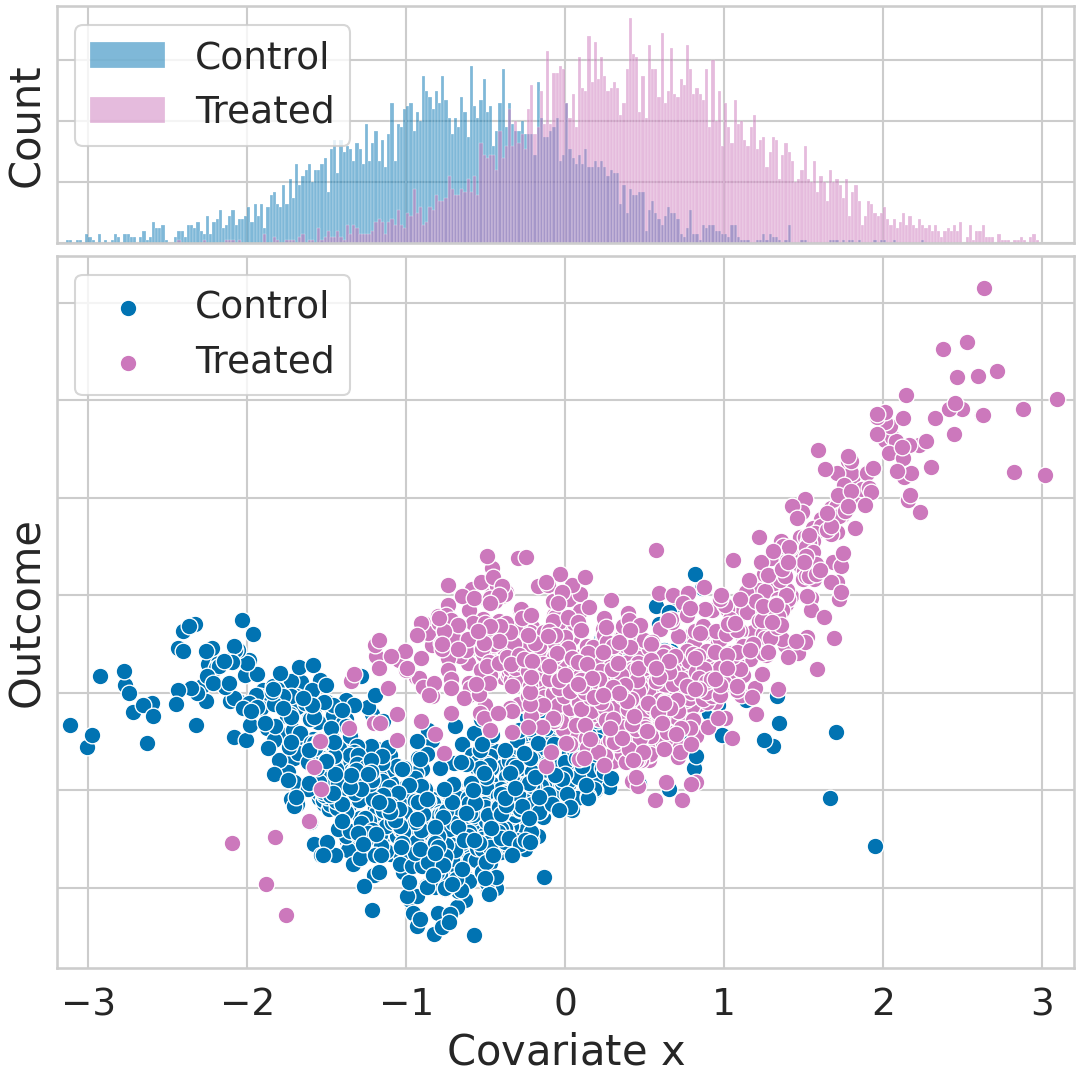 Control
Treated
Count
Control
Treated
Outcome
−3 −2 −1 0 1 2 3
Covariate x